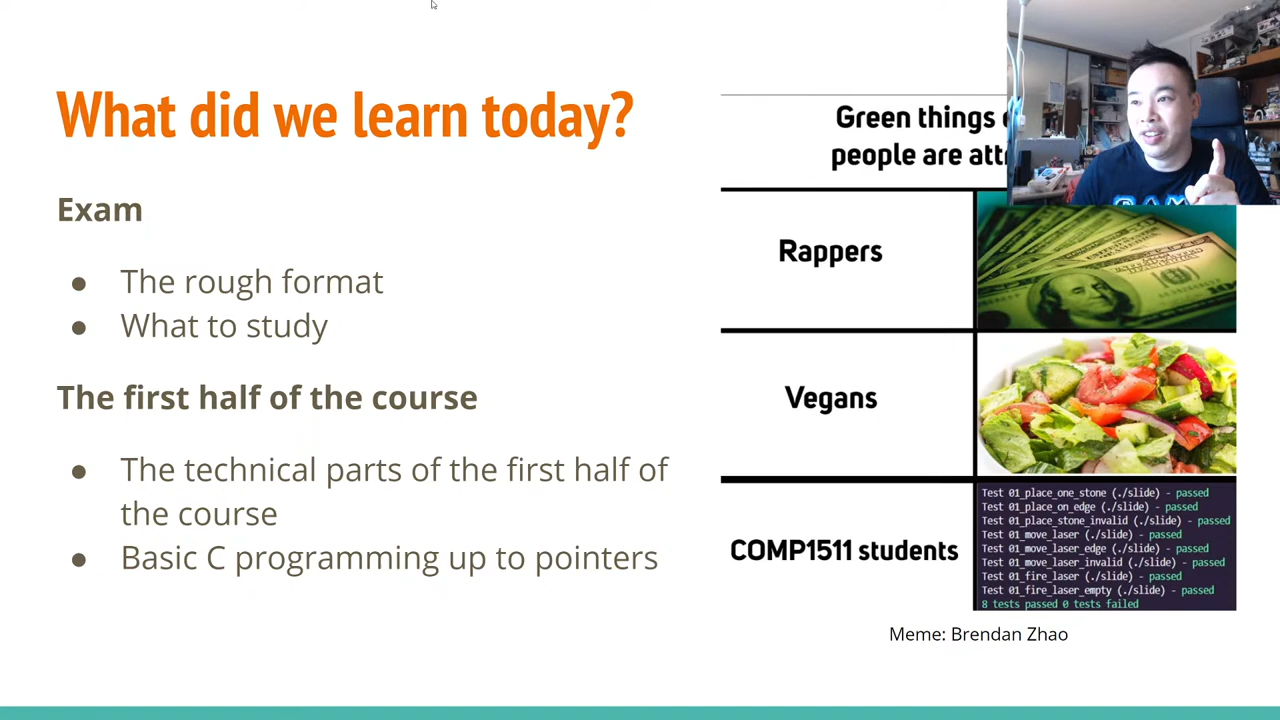 What did we learn today?
Exam
● The rough format
● What to study
The first half of the course
● The technical parts of the first half of
the course
● Basic C programming up to pointers
Green things
people are
Rappers
Vegans
COMP1511 students
Test 01_place_one_stone (./slide) - passed
Test 01_place_on_edge (./slide) - passed
Test 01_place_stone_invalid (./slide) - passed
Test 01_move_laser (./slide) - passed
Test 01_move_laser_edge (./slide) - passed
Test 01_move_laser_invalid (./slide) - passed
Test 01_fire_laser (./slide) - passed
Test 01_fire_laser_empty (./slide) - passed
8 tests passed 0 tests failed
Meme: Brendan Zhao